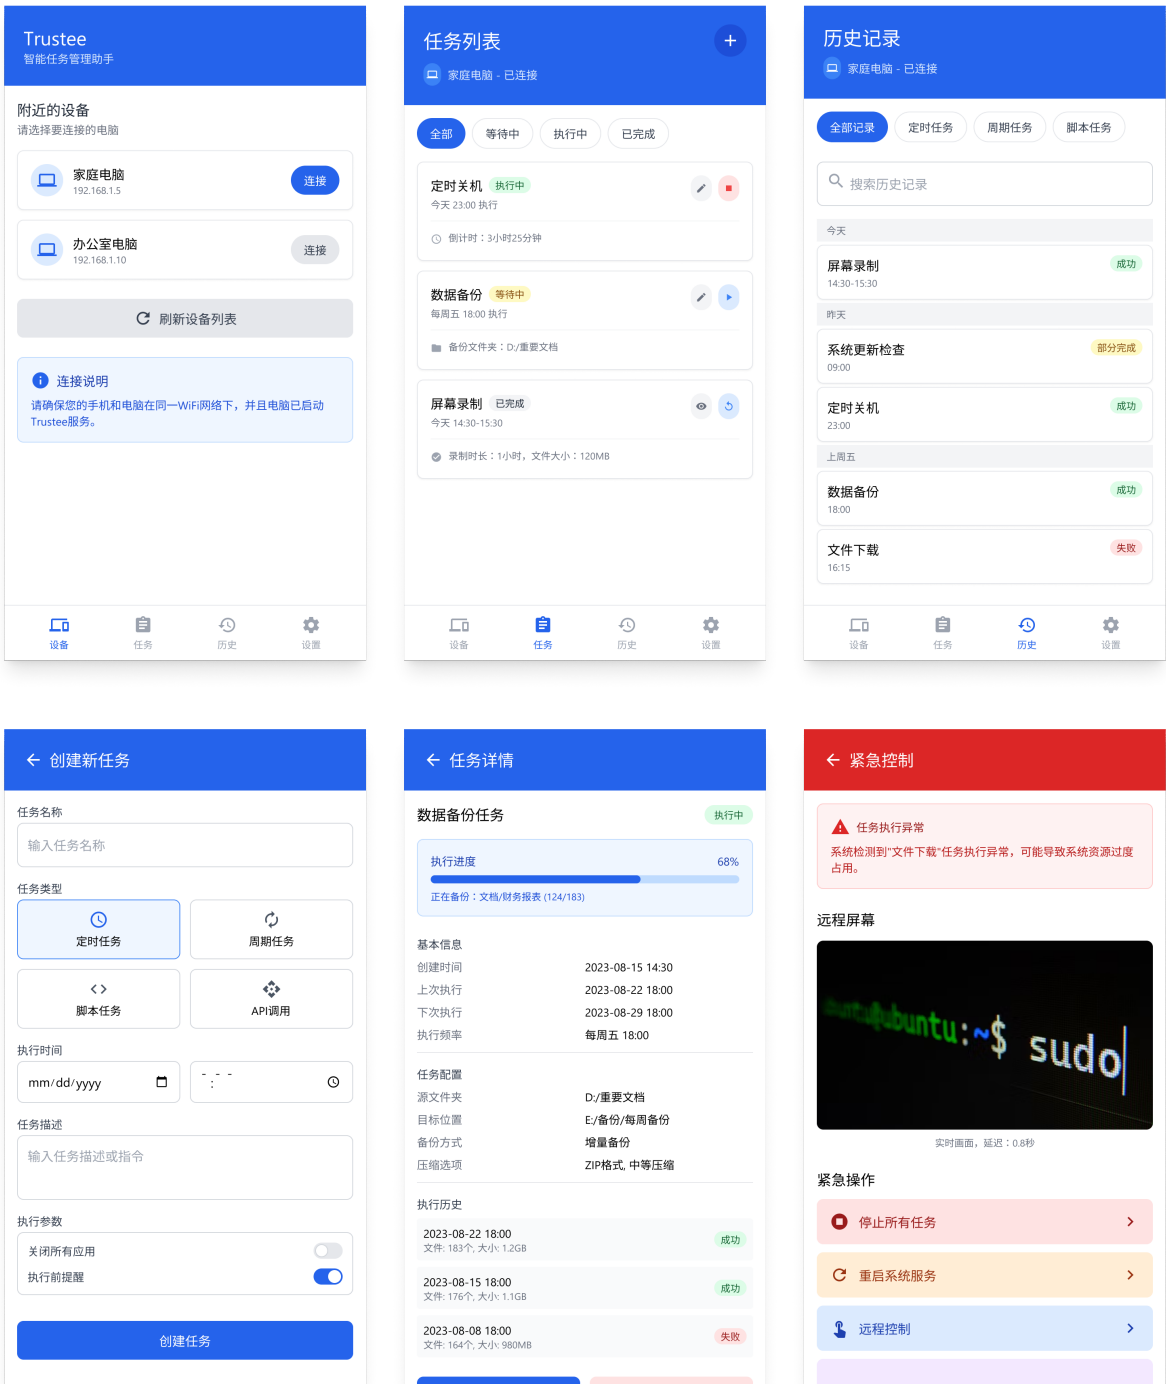 Trustee
智能任务管理助手
附近的设备
请选择要连接的电脑
家庭电脑
192.168.1.5
连接
办公室电脑
192.168.1.10
连接
刷新设备列表
连接说明
请确保您的手机和电脑在同一WiFi网络下，并且电脑已启动
Trustee服务。
设备
任务
历史
设置
任务列表
家庭电脑 - 已连接
全部
等待中
执行中
已完成
定时关机
执行中
今天 23:00 执行
倒计时：3小时25分钟
数据备份
等待中
每周五 18:00 执行
备份文件夹：D:/重要文档
屏幕录制
已完成
今天 14:30-15:30
录制时长：1小时，文件大小：120MB
设备
任务
历史
设置
历史记录
家庭电脑 - 已连接
全部记录
定时任务
周期任务
脚本任务
搜索历史记录
今天
屏幕录制
成功
14:30-15:30
昨天
系统更新检查
部分完成
09:00
定时关机
成功
23:00
上周五
数据备份
成功
18:00
文件下载
失败
16:15
设备
任务
历史
设置
创建新任务
任务名称
输入任务名称
任务类型
定时任务
周期任务
脚本任务
API调用
执行时间
mm/dd/yyyy
--:--
任务描述
输入任务描述或指令
执行参数
关闭所有应用
执行前提醒
创建任务
任务详情
数据备份任务
执行中
执行进度
68%
正在备份：文档/财务报表 (124/183)
基本信息
创建时间
2023-08-15 14:30
上次执行
2023-08-22 18:00
下次执行
2023-08-29 18:00
执行频率
每周五 18:00
任务配置
源文件夹
D:/重要文档
目标位置
E:/备份/每周备份
备份方式
增量备份
压缩选项
ZIP格式, 中等压缩
执行历史
2023-08-22 18:00
文件: 183个, 大小: 1.2GB
成功
2023-08-15 18:00
文件: 176个, 大小: 1.1GB
成功
2023-08-08 18:00
文件: 164个, 大小: 980MB
失败
紧急控制
任务执行异常
系统检测到"文件下载"任务执行异常，可能导致系统资源过度
占用。
远程屏幕
ubuntu@ubuntu:~$ sudo
实时画面，延迟：0.8秒
紧急操作
停止所有任务
重启系统服务
远程控制